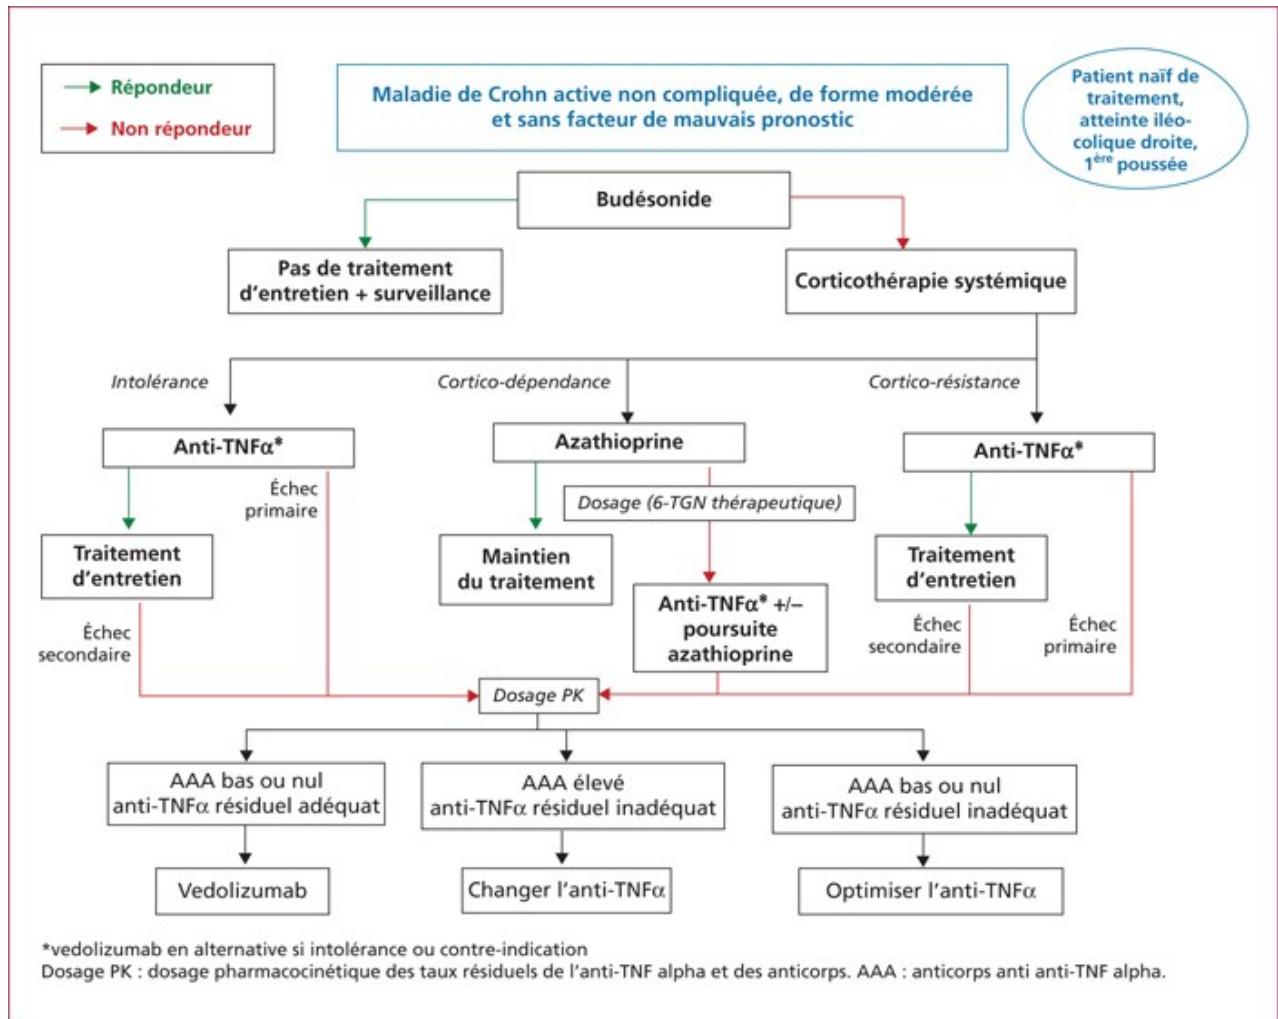 Répondeur
Non répondeur
Maladie de Crohn active non compliquée, de forme modérée
et sans facteur de mauvais pronostic
Patient naïf de
traitement,
atteinte iléo-
colique droite,
1ère poussée
Budésonide
Pas de traitement
d'entretien + surveillance
Corticothérapie systémique
Intolérance
Cortico-dépendance
Cortico-résistance
Anti-TNFα*
Azathioprine
Anti-TNFα*
Échec
primaire
Dosage (6-TGN thérapeutique)
Traitement
d'entretien
Maintien
du traitement
Traitement
d'entretien
Anti-TNFα* +/−
poursuite
azathioprine
Échec
secondaire
Échec
secondaire
Échec
primaire
Dosage PK
AAA bas ou nul
anti-TNFα résiduel adéquat
AAA élevé
anti-TNFα résiduel inadéquat
AAA bas ou nul
anti-TNFα résiduel inadéquat
Vedolizumab
Changer l'anti-TNFα
Optimiser l'anti-TNFα
*vedolizumab en alternative si intolérance ou contre-indication
Dosage PK : dosage pharmacocinétique des taux résiduels de l'anti-TNF alpha et des anticorps. AAA : anticorps anti anti-TNF alpha.